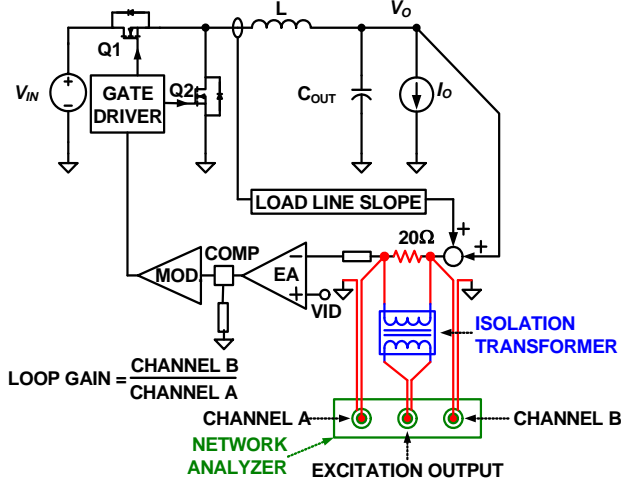 L
V_O
Q1
V_IN
+
−
GATE
DRIVER
Q2
C_OUT
I_O
LOAD LINE SLOPE
+
+
20Ω
COMP
MOD
EA
−
+
VID
ISOLATION
TRANSFORMER
LOOP GAIN = CHANNEL B
CHANNEL A
CHANNEL A
CHANNEL B
NETWORK
ANALYZER
EXCITATION OUTPUT